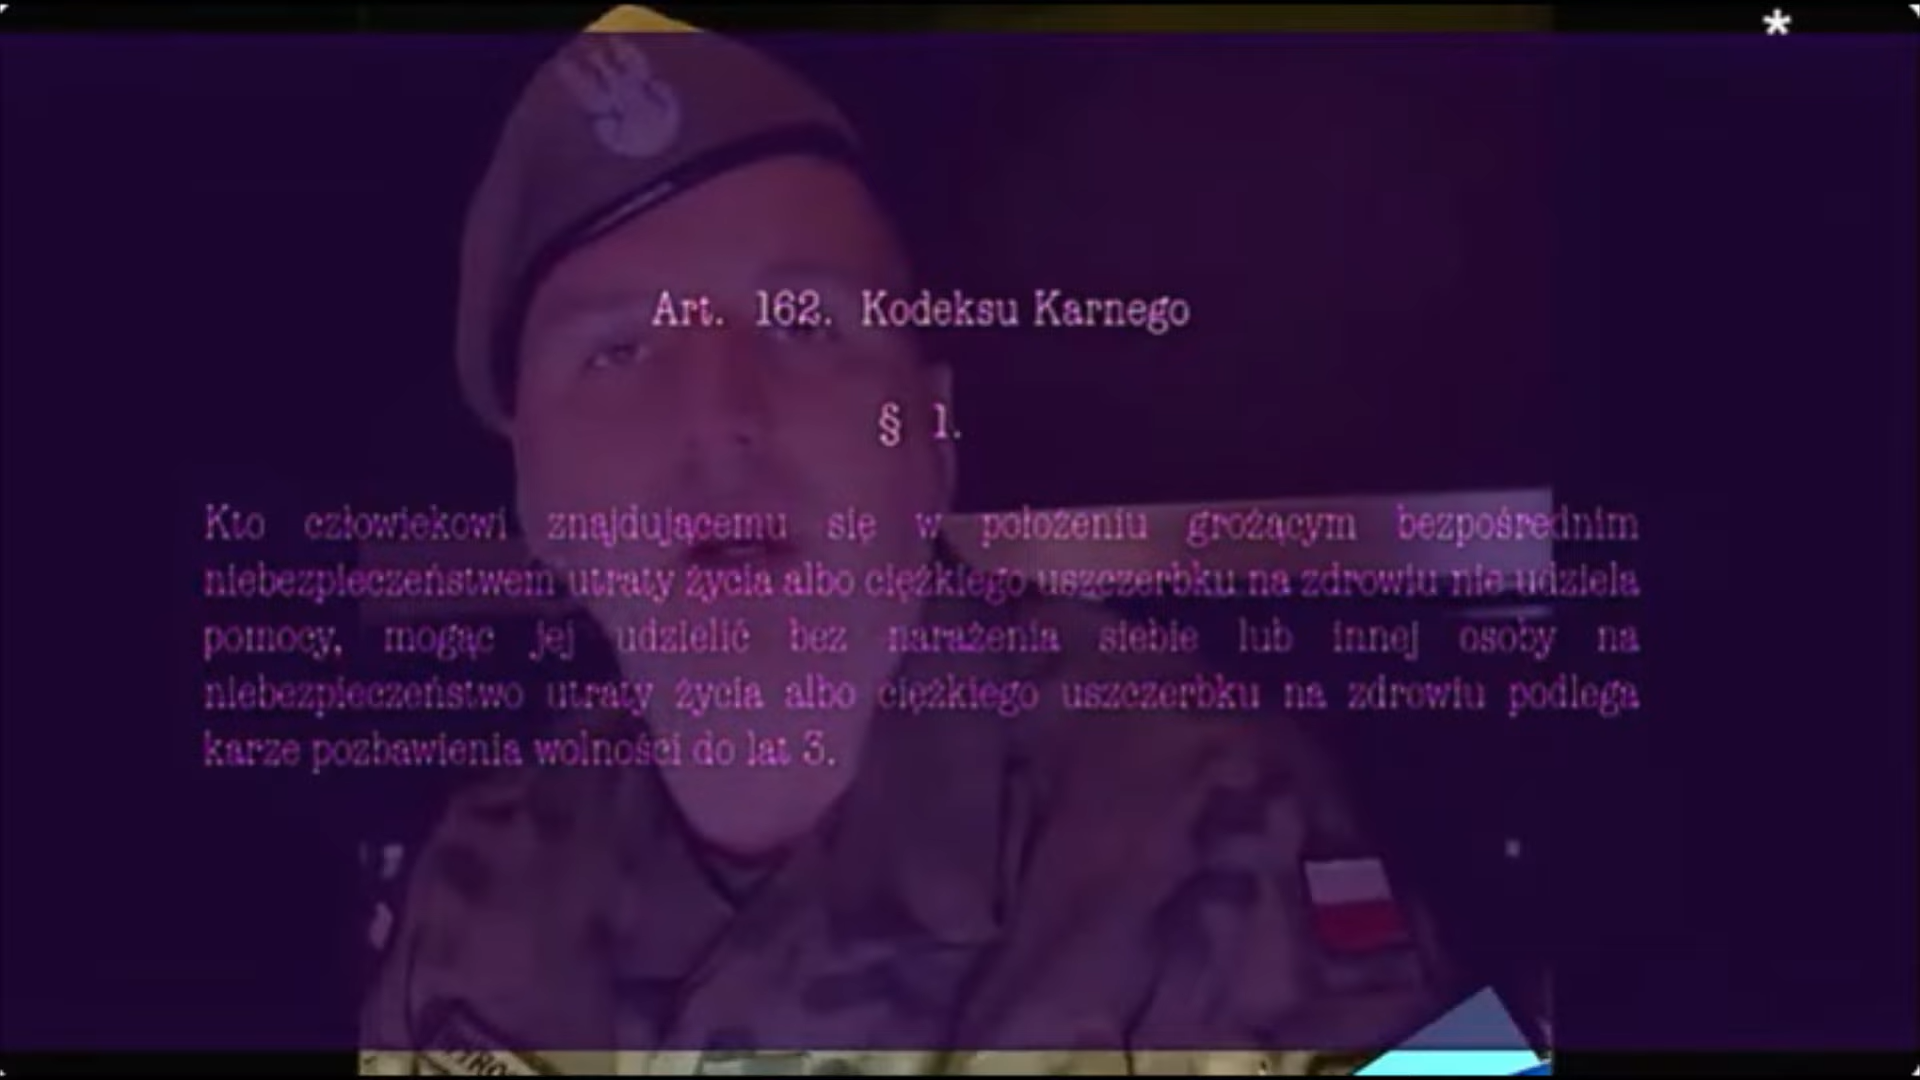 *
Art. 162. Kodeksu Karnego
§ 1.
Kto człowiekowi znajdującemu się w położeniu grożącym bezpośrednim
niebezpieczeństwem utraty życia albo ciężkiego uszczerbku na zdrowiu nie udziela
pomocy, mogąc jej udzielić bez narażenia siebie lub innej osoby na
niebezpieczeństwo utraty życia albo ciężkiego uszczerbku na zdrowiu podlega
karze pozbawienia wolności do lat 3.